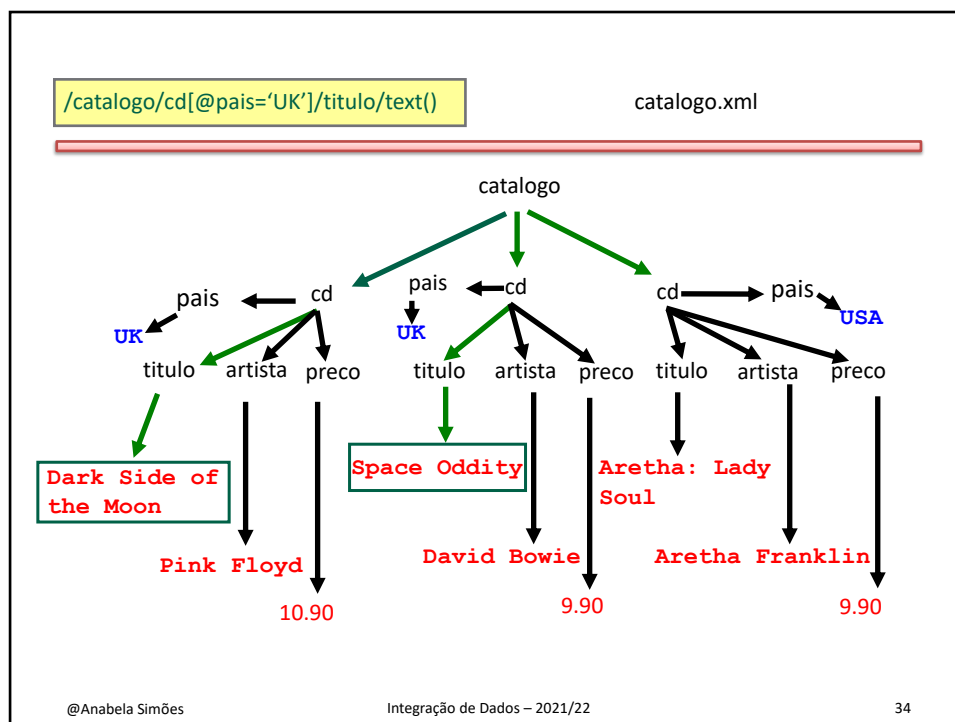 /catalogo/cd[@pais=‘UK’]/titulo/text()
catalogo.xml
catalogo
pais
cd
pais
cd
cd
pais
UK
UK
USA
titulo
artista
preco
titulo
artista
preco
titulo
artista
preco
Dark Side of
the Moon
Space Oddity
Aretha: Lady
Soul
Pink Floyd
David Bowie
Aretha Franklin
10.90
9.90
9.90
@Anabela Simões
Integração de Dados – 2021/22
34